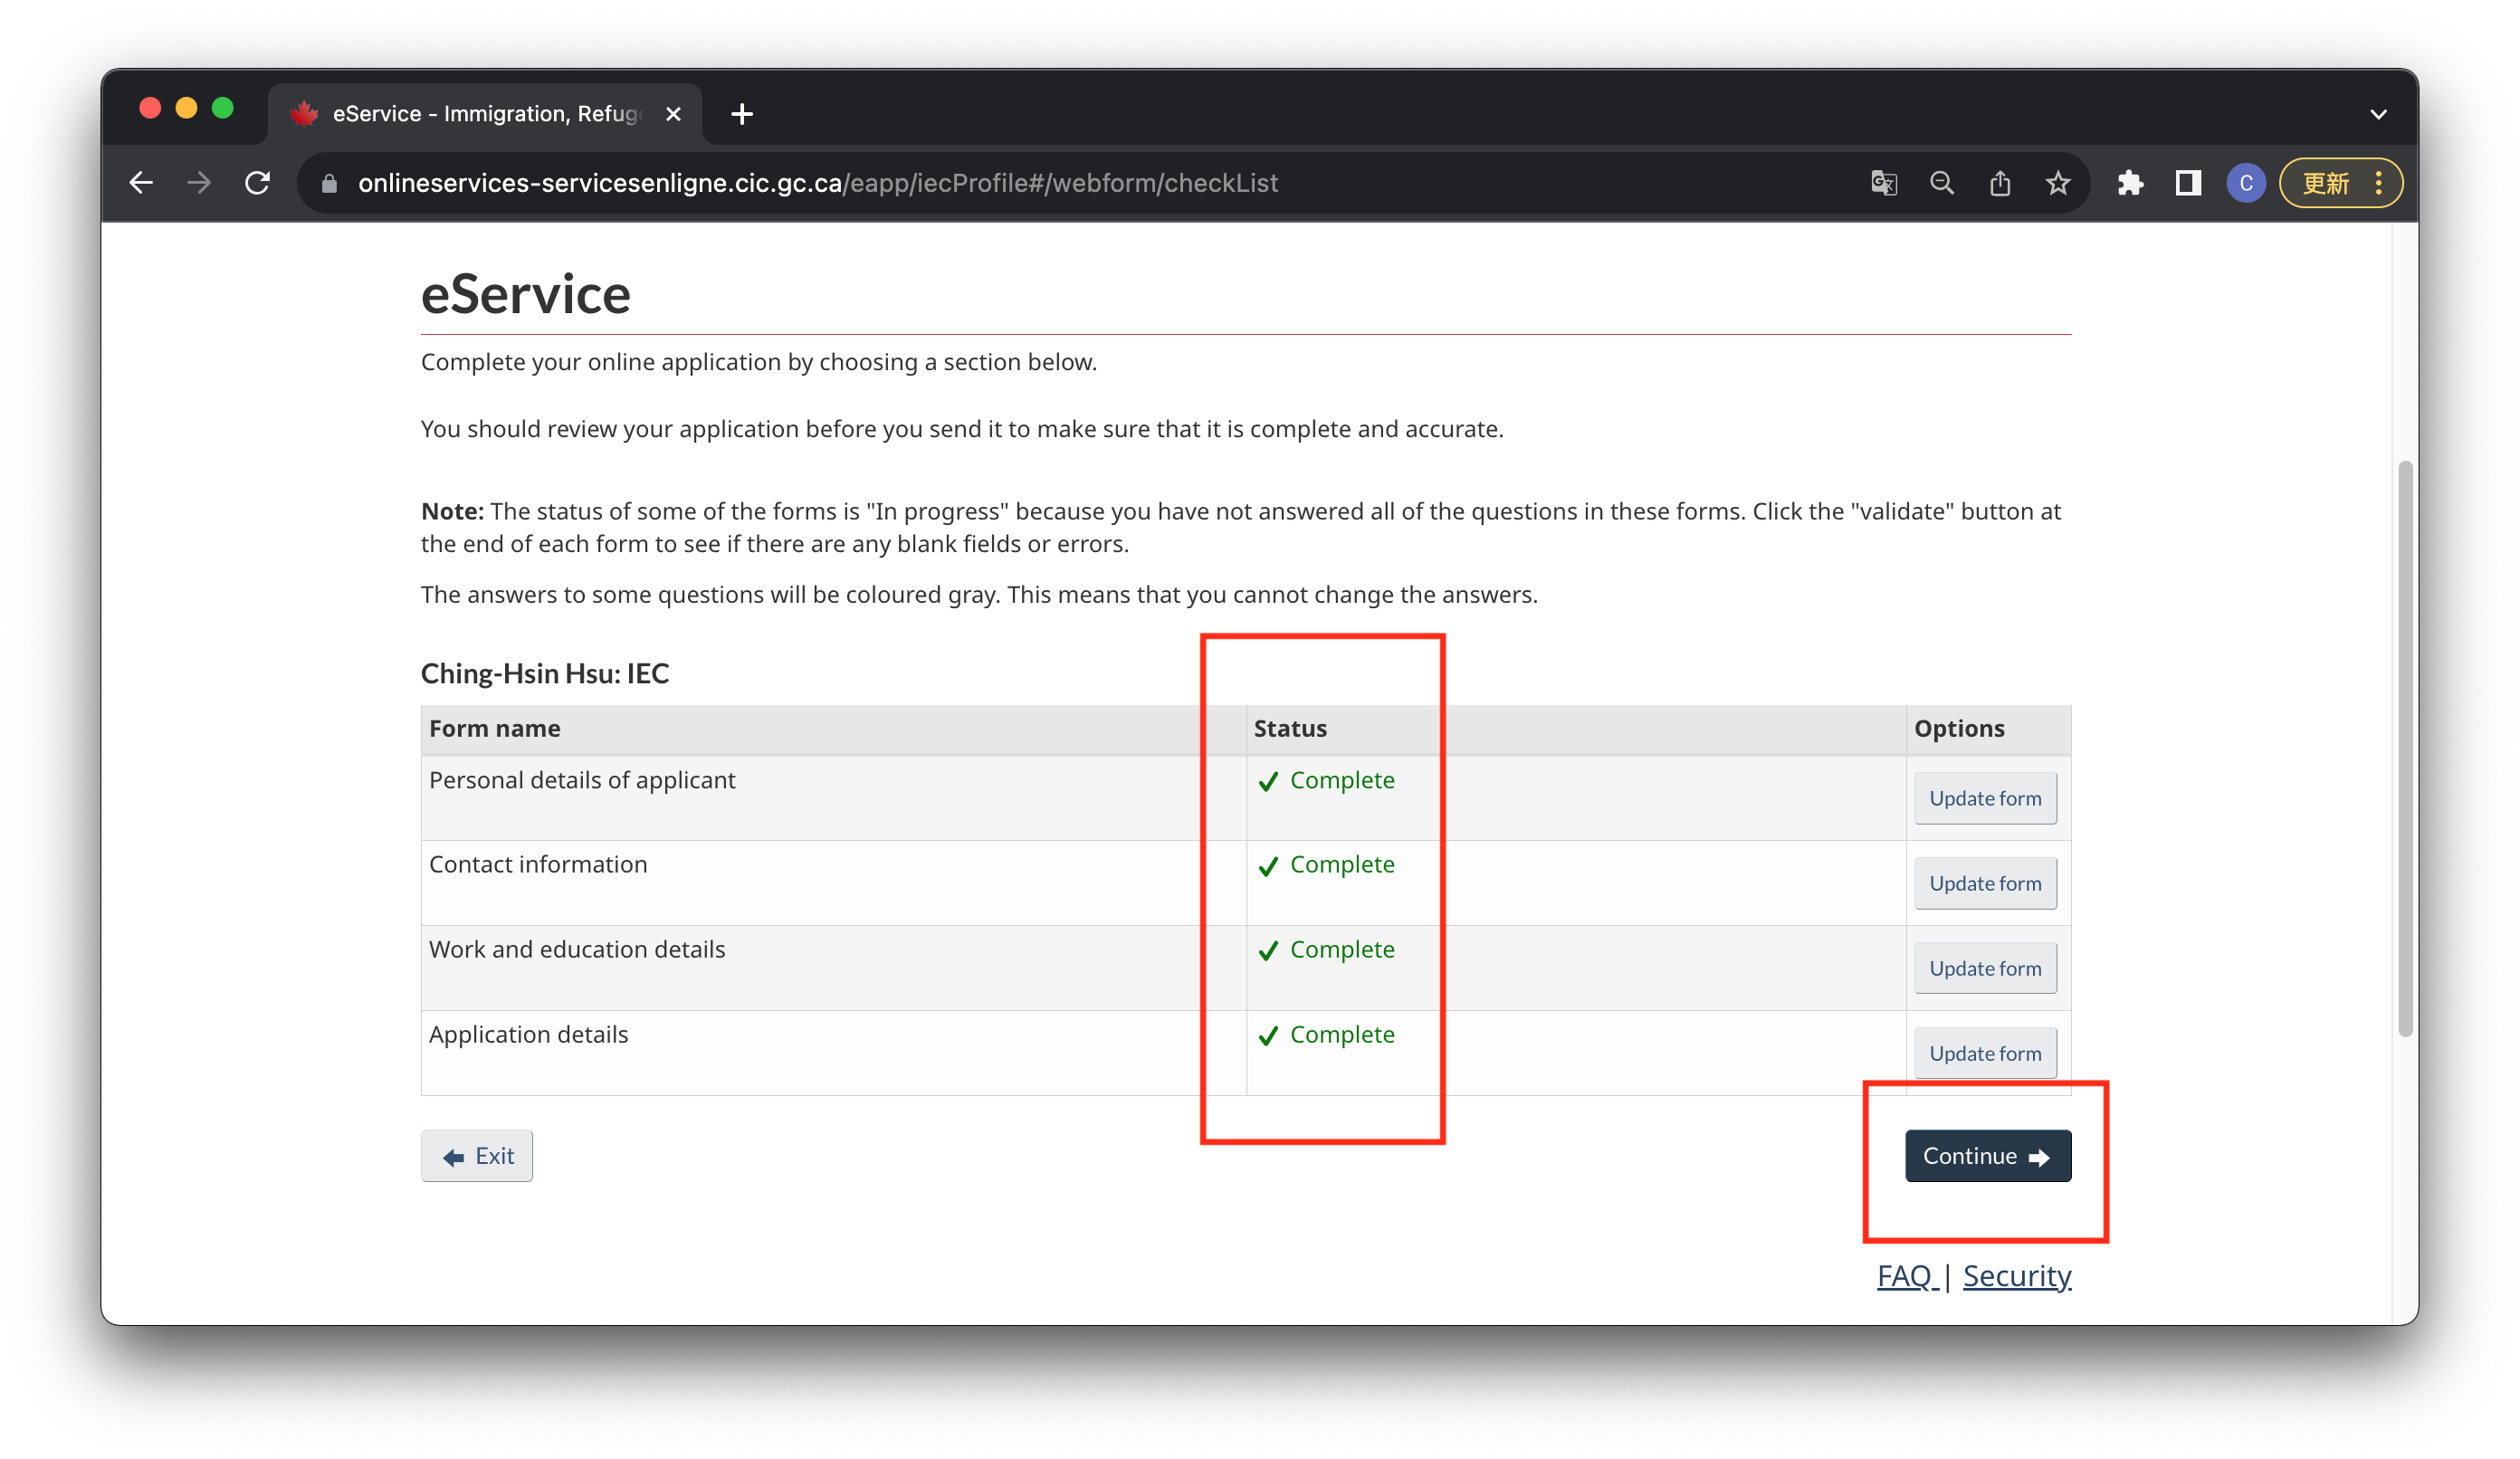 eService - Immigration, Refug
onlineservices-servicesenligne.cic.gc.ca/eapp/iecProfile#/webform/checkList
C
更新
eService
Complete your online application by choosing a section below.
You should review your application before you send it to make sure that it is complete and accurate.
Note: The status of some of the forms is "In progress" because you have not answered all of the questions in these forms. Click the "validate" button at
the end of each form to see if there are any blank fields or errors.
The answers to some questions will be coloured gray. This means that you cannot change the answers.
Ching-Hsin Hsu: IEC
Form name Status Options
Personal details of applicant Complete Update form
Contact information Complete Update form
Work and education details Complete Update form
Application details Complete Update form
Exit Continue
FAQ | Security